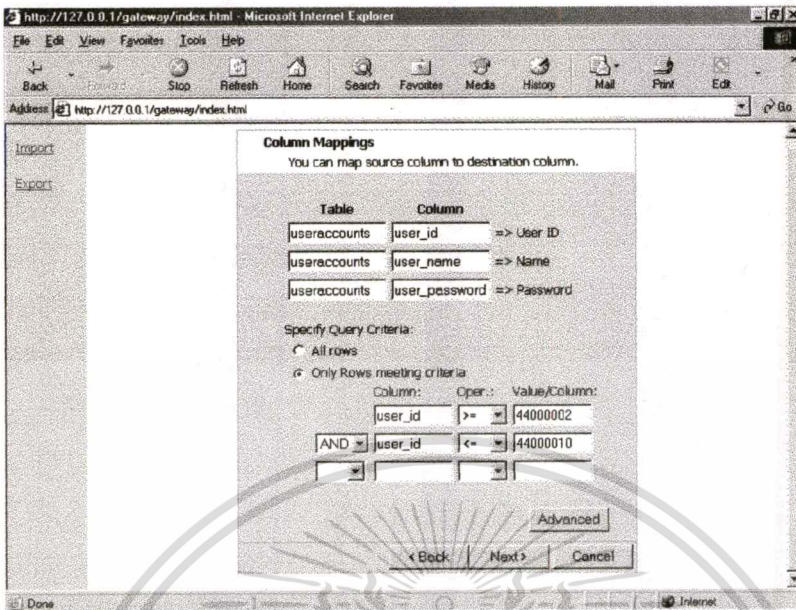 http://127.0.0.1/gateway/index.html - Microsoft Internet Explorer
File Edit View Favorites Tools Help
Back Forward Stop Refresh Home Search Favorites Media History Mail Print Edit
Address http://127.0.0.1/gateway/index.html Go
Import
Export
Column Mappings
You can map source column to destination column.
Table Column
useraccounts user_id => User ID
useraccounts user_name => Name
useraccounts user_password => Password
Specify Query Criteria:
All rows
Only Rows meeting criteria
Column: Oper.: Value/Column:
user_id >= 44000002
AND user_id <= 44000010
Advanced
< Back Next > Cancel
Done Internet